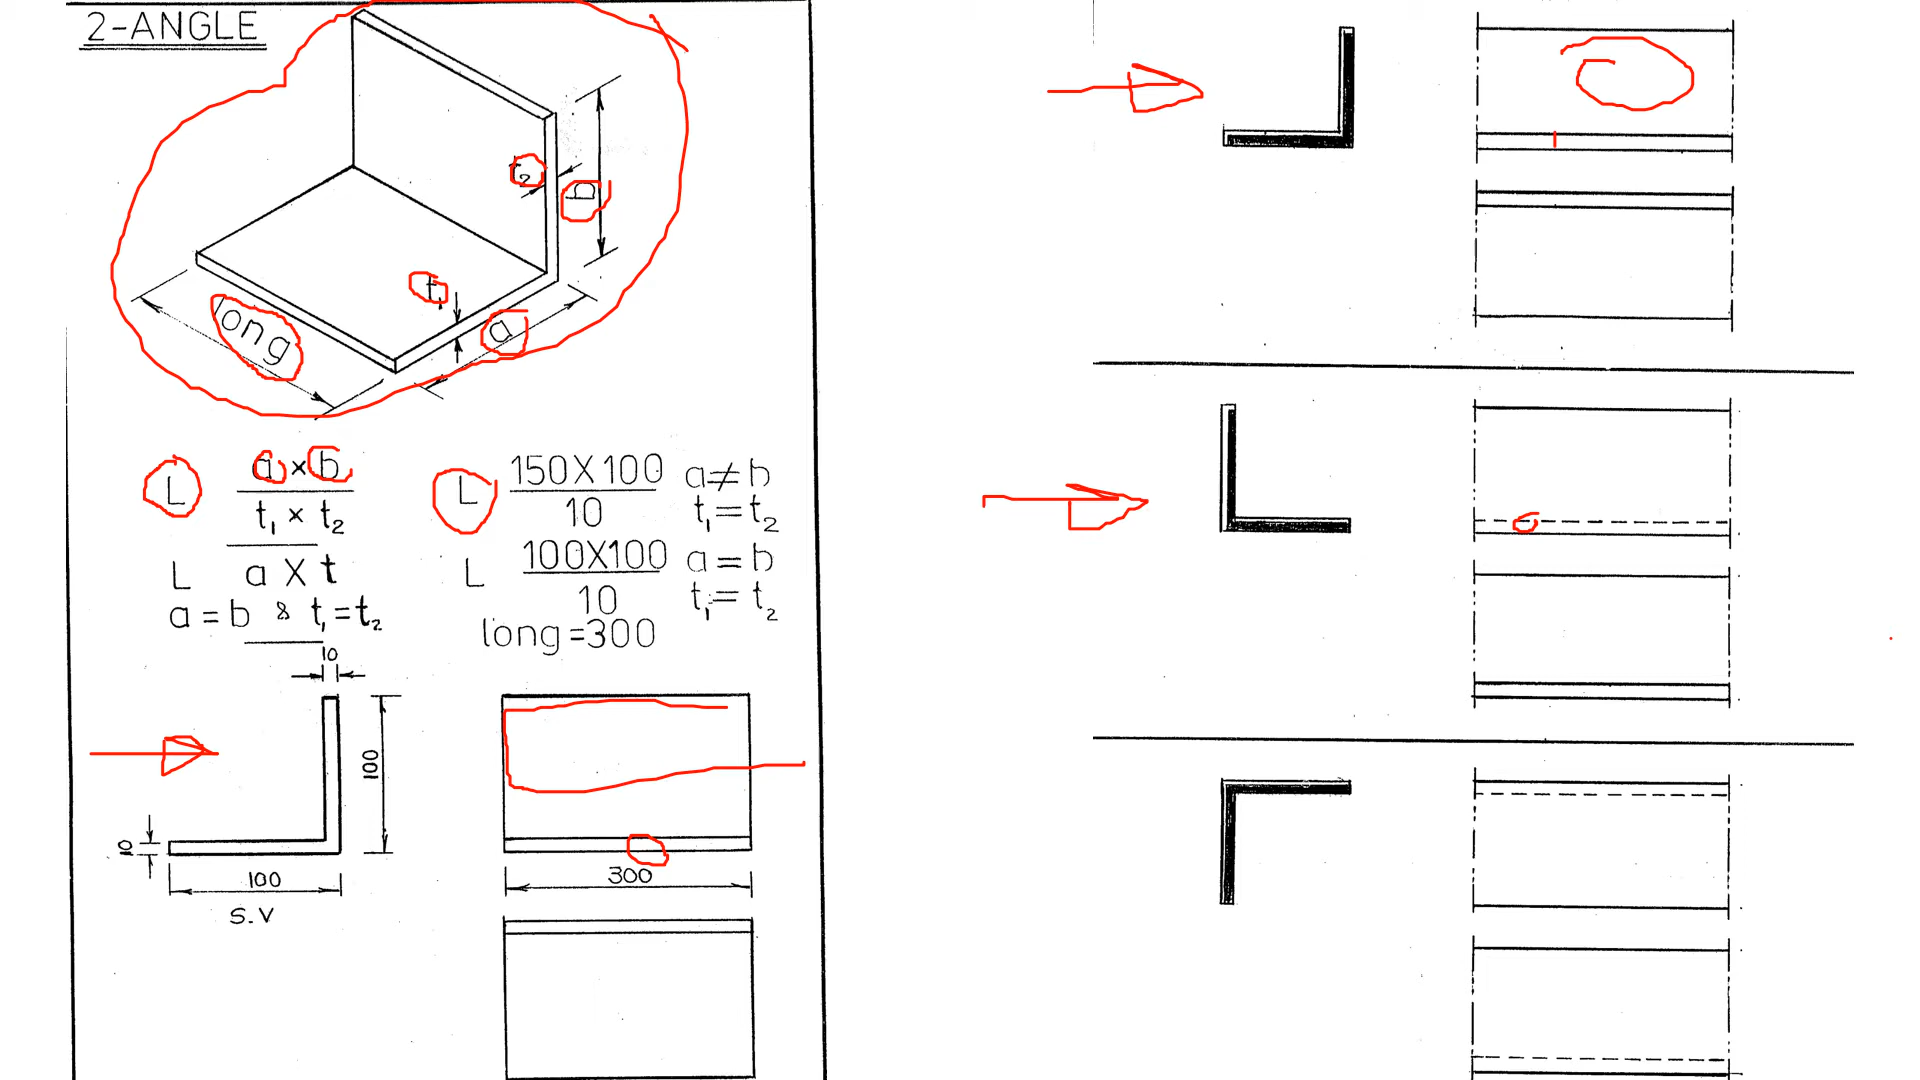 2-ANGLE
t₂
b
t₁
a
long
L a × b / t₁ × t₂
L 150X100 / 10 a≠b t₁=t₂
L a X t
L 100X100 / 10 a=b t₁=t₂
a=b & t₁=t₂
long=300
10
100
10
100
S.V
300